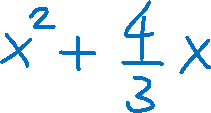 x² + 4/3 x